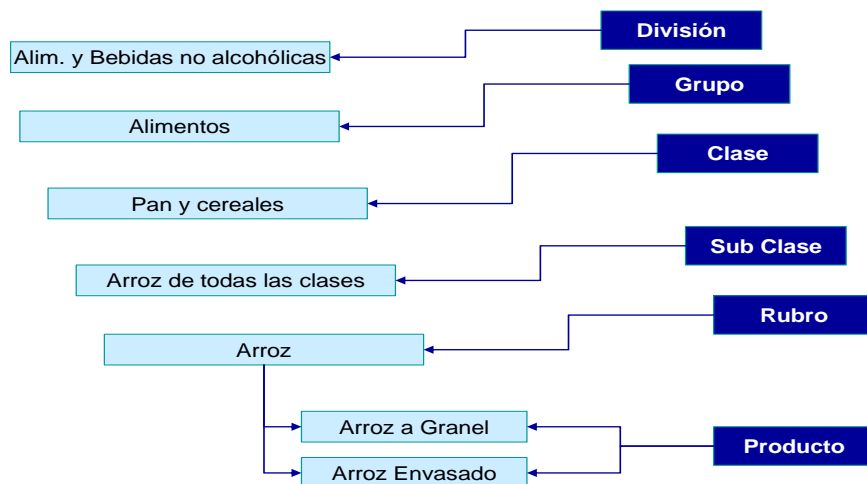 División
Alim. y Bebidas no alcohólicas
Grupo
Alimentos
Clase
Pan y cereales
Sub Clase
Arroz de todas las clases
Rubro
Arroz
Arroz a Granel
Producto
Arroz Envasado